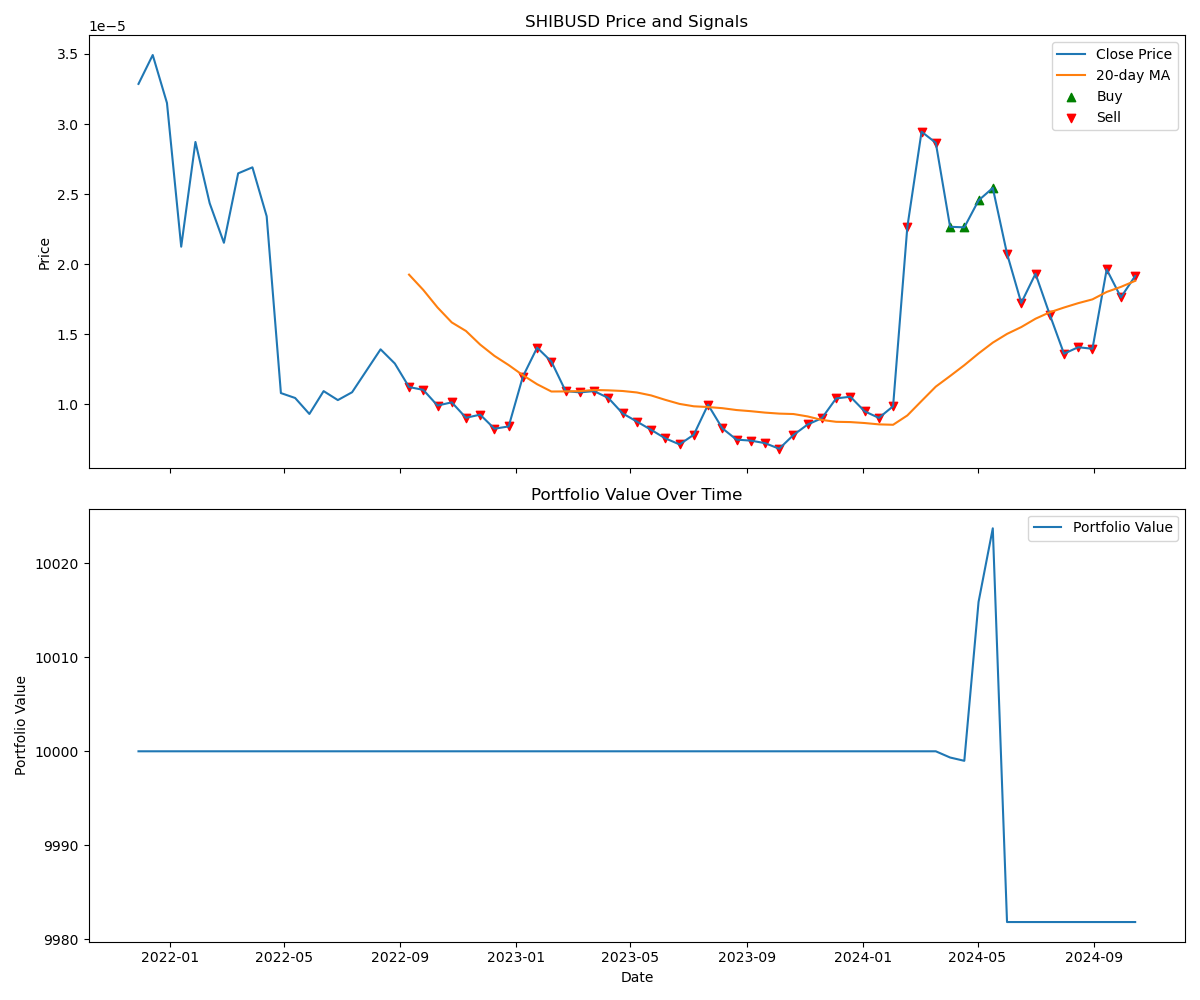 SHIBUSD Price and Signals
1e−5
Close Price
20-day MA
Buy
Sell
3.5
3.0
2.5
2.0
1.5
1.0
Price
Portfolio Value Over Time
Portfolio Value
10020
10010
10000
9990
9980
Portfolio Value
2022-01 2022-05 2022-09 2023-01 2023-05 2023-09 2024-01 2024-05 2024-09
Date